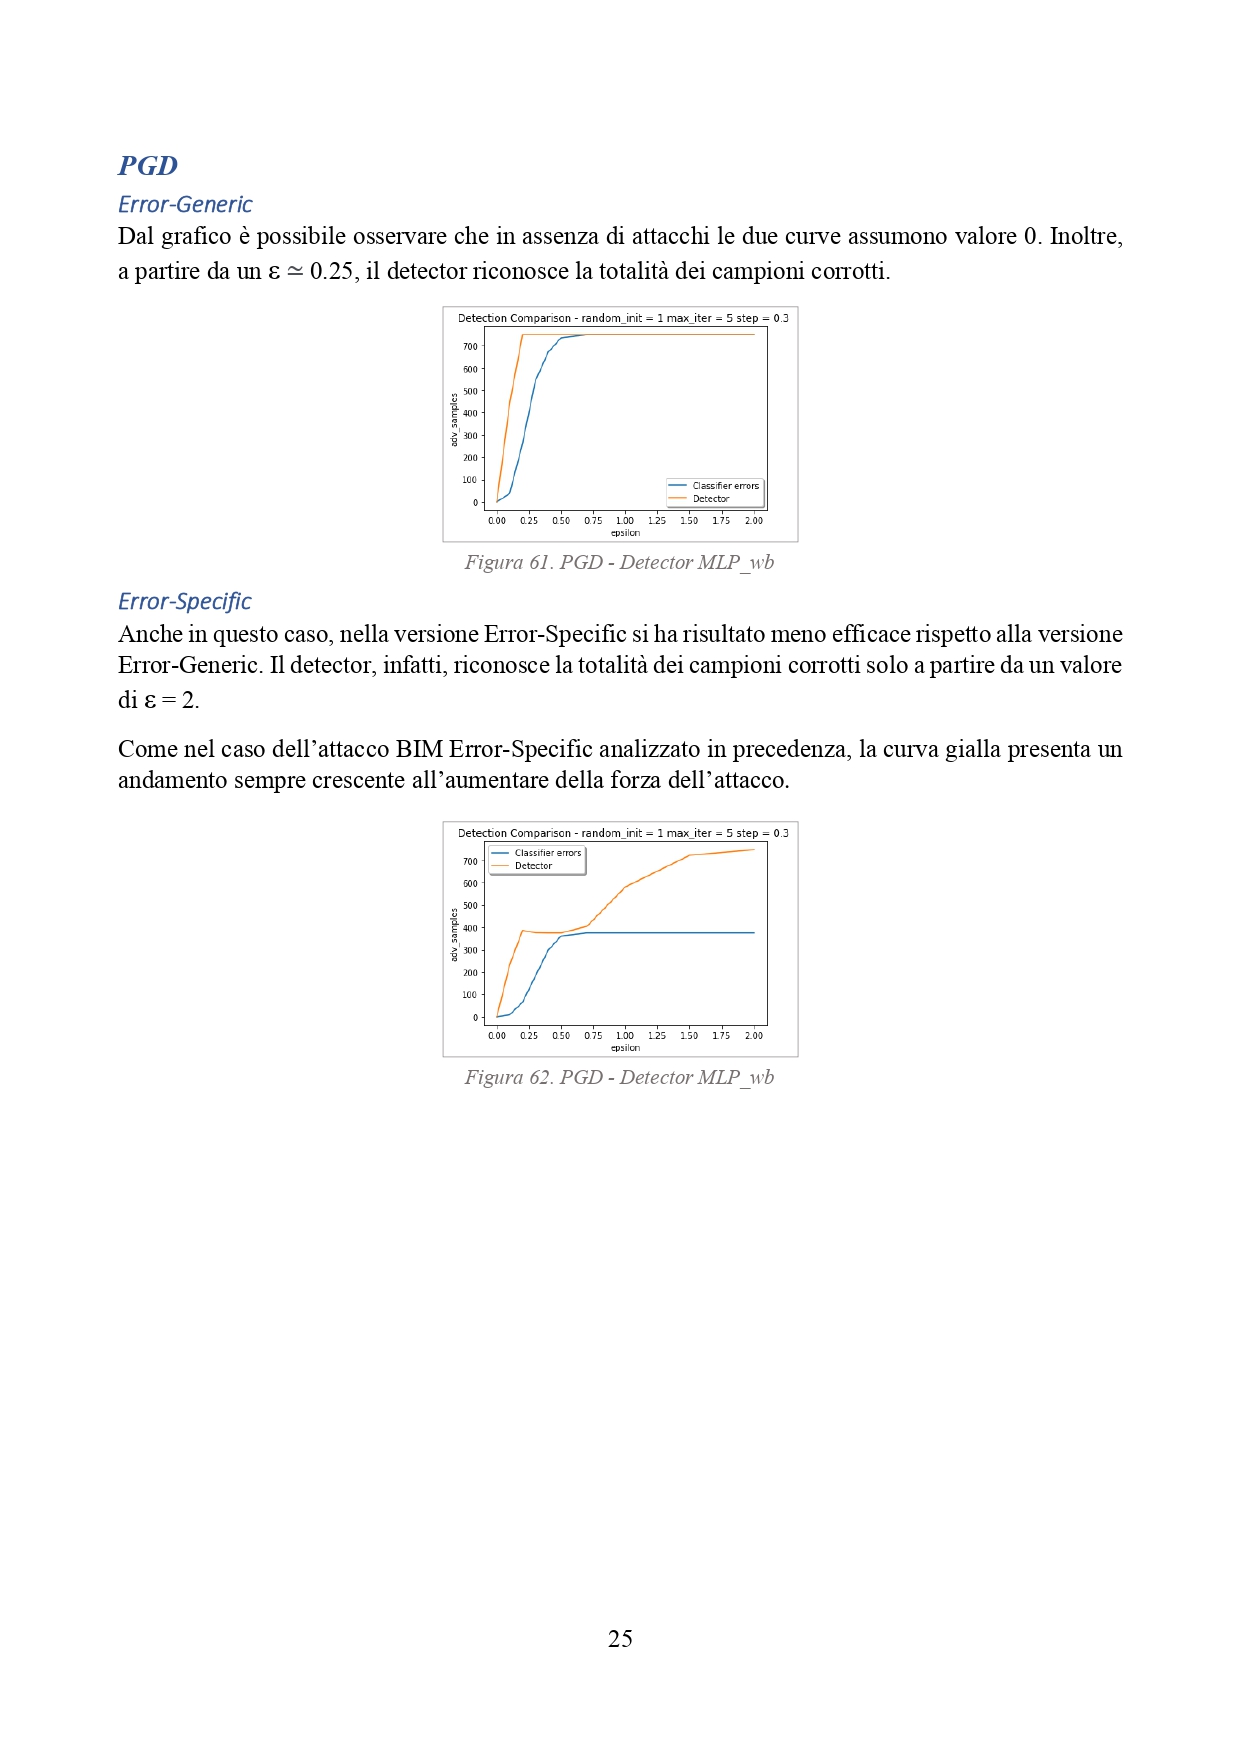 PGD
Error-Generic
Dal grafico è possibile osservare che in assenza di attacchi le due curve assumono valore 0. Inoltre,
a partire da un ε ≃ 0.25, il detector riconosce la totalità dei campioni corrotti.
Detection Comparison - random_init = 1 max_iter = 5 step = 0.3
700
600
500
400
300
200
100
0
adv_samples
Classifier errors
Detector
0.00 0.25 0.50 0.75 1.00 1.25 1.50 1.75 2.00
epsilon
Figura 61. PGD - Detector MLP_wb
Error-Specific
Anche in questo caso, nella versione Error-Specific si ha risultato meno efficace rispetto alla versione
Error-Generic. Il detector, infatti, riconosce la totalità dei campioni corrotti solo a partire da un valore
di ε = 2.
Come nel caso dell’attacco BIM Error-Specific analizzato in precedenza, la curva gialla presenta un
andamento sempre crescente all’aumentare della forza dell’attacco.
Detection Comparison - random_init = 1 max_iter = 5 step = 0.3
Classifier errors
Detector
700
600
500
400
300
200
100
0
adv_samples
0.00 0.25 0.50 0.75 1.00 1.25 1.50 1.75 2.00
epsilon
Figura 62. PGD - Detector MLP_wb
25